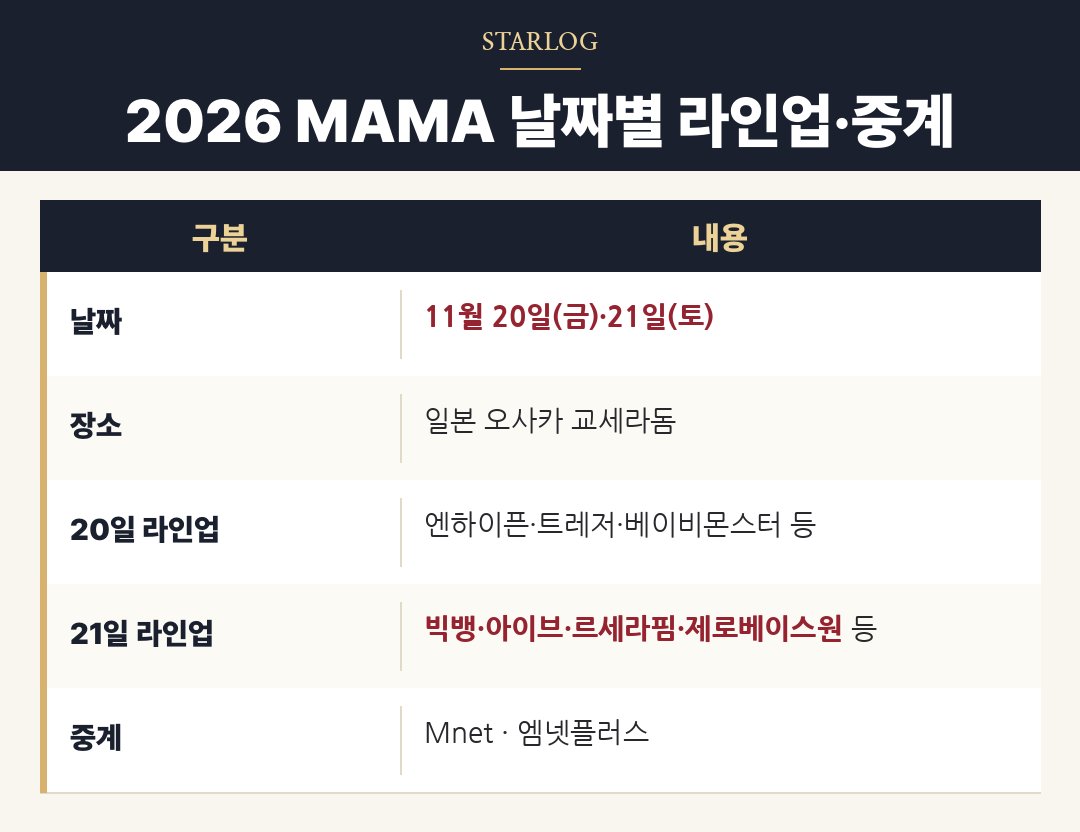 STARLOG
2026 MAMA 날짜별 라인업·중계
구분 내용
날짜 11월 20일(금)·21일(토)
장소 일본 오사카 교세라돔
20일 라인업 엔하이픈·트레저·베이비몬스터 등
21일 라인업 빅뱅·아이브·르세라핌·제로베이스원 등
중계 Mnet · 엠넷플러스